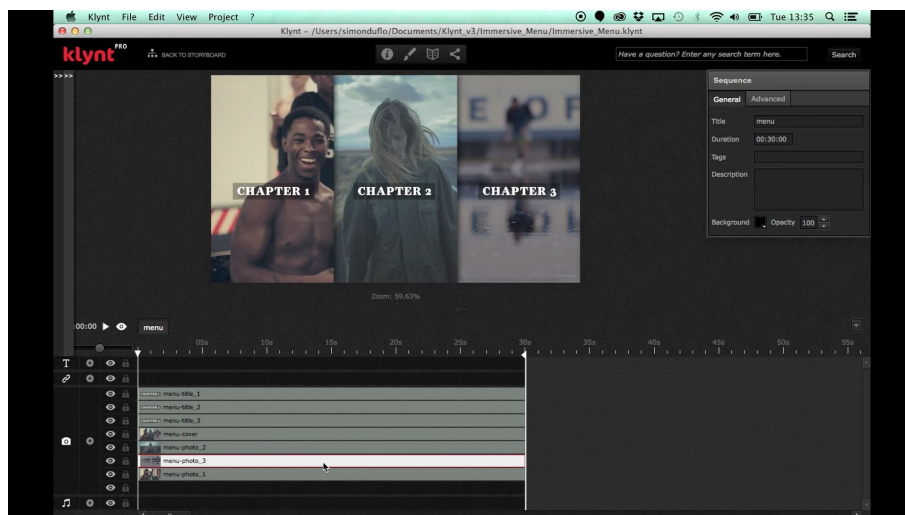 Klynt File Edit View Project ? Tue 13:35
Klynt – /Users/simonduflo/Documents/Klynt_v3/Immersive_Menu/Immersive_Menu.klynt
klynt PRO BACK TO STORYBOARD Have a question? Enter any search term here. Search
>>>>
Sequence
General Advanced
Title menu
Duration 00:30:00
Tags
Description
Background Opacity 100
E OF
CHAPTER 1 CHAPTER 2 CHAPTER 3
Zoom: 59.63%
:00:00 menu
05s 10s 15s 20s 25s 30s 35s 40s 45s 50s 55s
T
menu-title_1
menu-title_2
menu-title_3
menu-cover
menu-photo_2
menu-photo_3
menu-photo_1